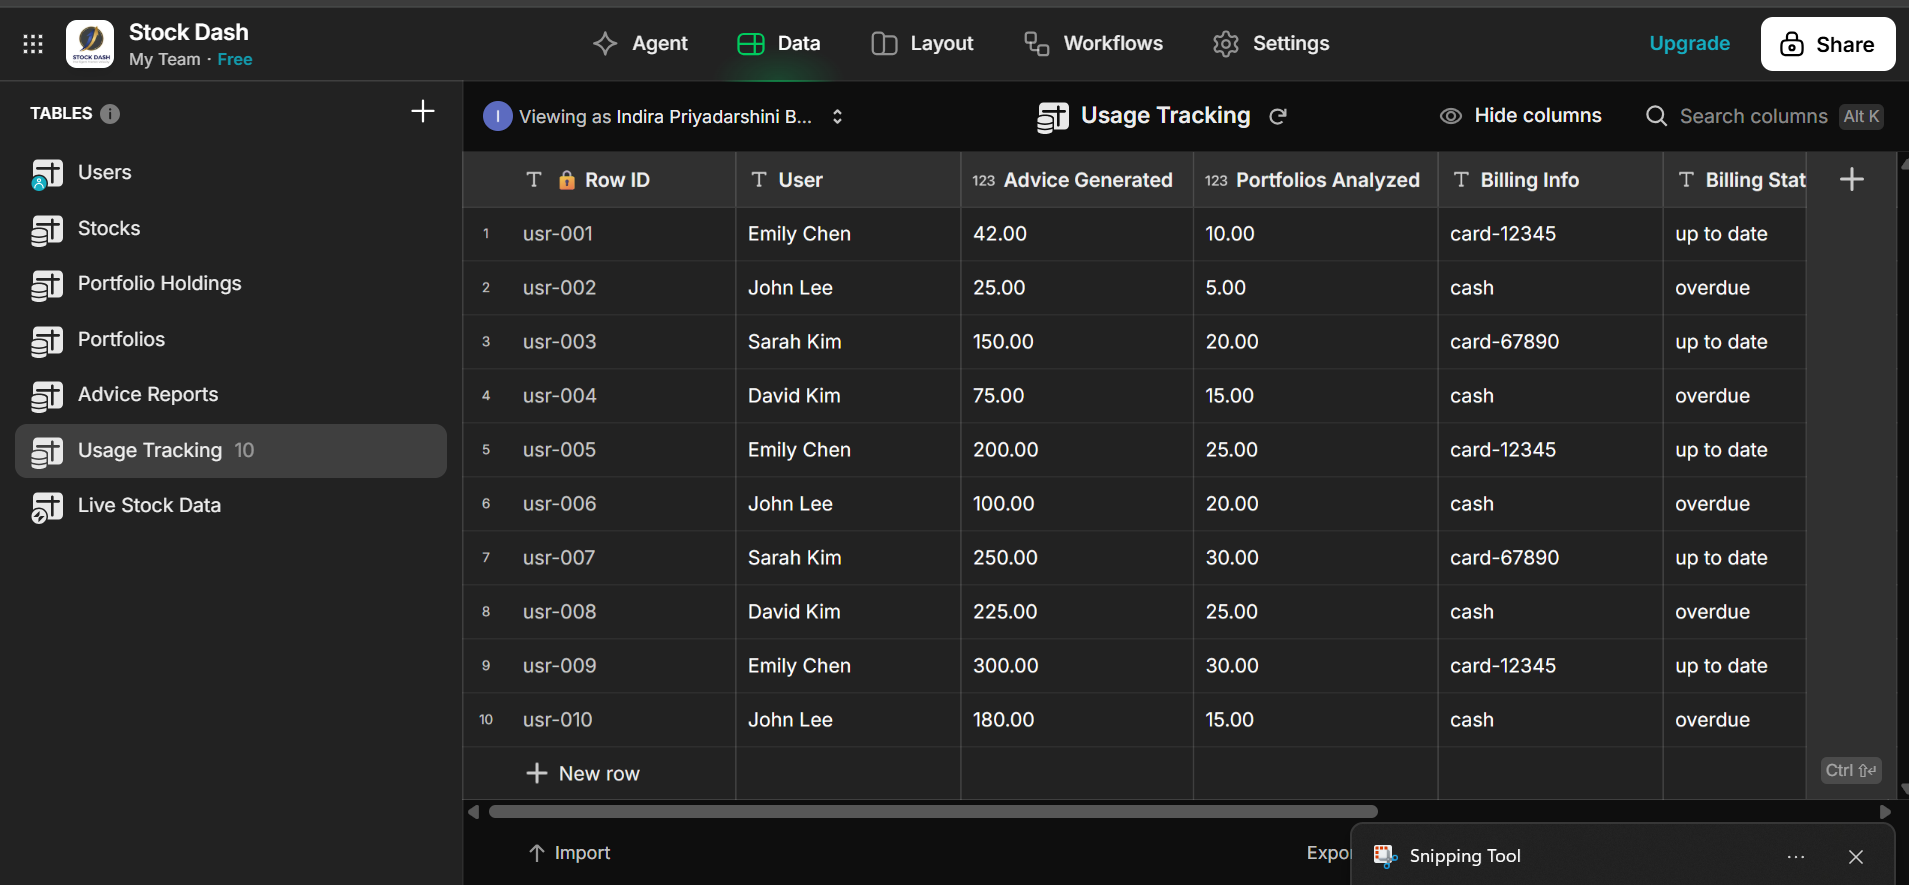 Stock Dash
My Team · Free
Agent
Data
Layout
Workflows
Settings
Upgrade
Share
TABLES
Users
Stocks
Portfolio Holdings
Portfolios
Advice Reports
Usage Tracking 10
Live Stock Data
I Viewing as Indira Priyadarshini B...
Usage Tracking
Hide columns
Search columns Alt K
T Row ID T User 123 Advice Generated 123 Portfolios Analyzed T Billing Info T Billing Stat
1 usr-001 Emily Chen 42.00 10.00 card-12345 up to date
2 usr-002 John Lee 25.00 5.00 cash overdue
3 usr-003 Sarah Kim 150.00 20.00 card-67890 up to date
4 usr-004 David Kim 75.00 15.00 cash overdue
5 usr-005 Emily Chen 200.00 25.00 card-12345 up to date
6 usr-006 John Lee 100.00 20.00 cash overdue
7 usr-007 Sarah Kim 250.00 30.00 card-67890 up to date
8 usr-008 David Kim 225.00 25.00 cash overdue
9 usr-009 Emily Chen 300.00 30.00 card-12345 up to date
10 usr-010 John Lee 180.00 15.00 cash overdue
New row
Ctrl ⇧↵
Import
Expor
Snipping Tool